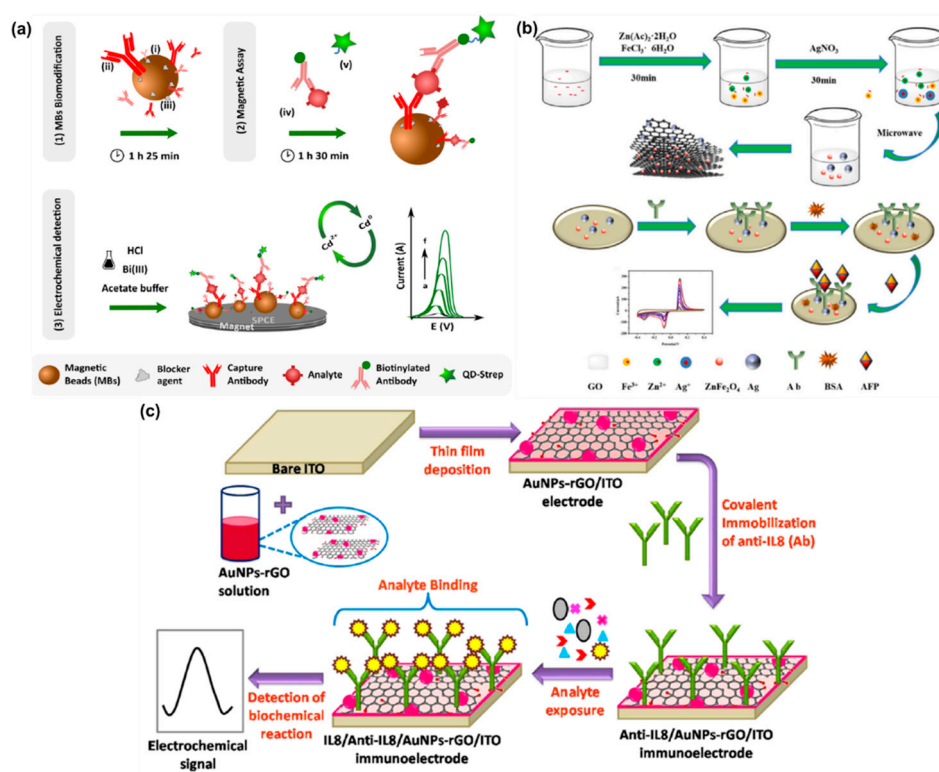 (a)
(1) MBs Biomodification
(i)
(ii)
(iii)
1 h 25 min
(2) Magnetic Assay
(v)
(iv)
1 h 30 min
(3) Electrochemical detection
HCl
Bi(III)
Acetate buffer
SPCE
Magnet
Cd2+
Cd0
Current (A)
f
a
E (V)
Magnetic
Beads (MBs)
Blocker
agent
Capture
Antibody
Analyte
Biotinylated
Antibody
QD-Strep
(b)
Zn(Ac)2·2H2O
FeCl3· 6H2O
30min
AgNO3
30min
Microwave
GO
Fe3+
Zn2+
Ag+
ZnFe2O4
Ag
A b
BSA
AFP
(c)
Bare ITO
Thin film
deposition
AuNPs-rGO/ITO
electrode
AuNPs-rGO
solution
Covalent
Immobilization
of anti-IL8 (Ab)
Analyte Binding
Analyte
exposure
Anti-IL8/AuNPs-rGO/ITO
immunoelectrode
IL8/Anti-IL8/AuNPs-rGO/ITO
immunoelectrode
Detection of
biochemical
reaction
Electrochemical
signal